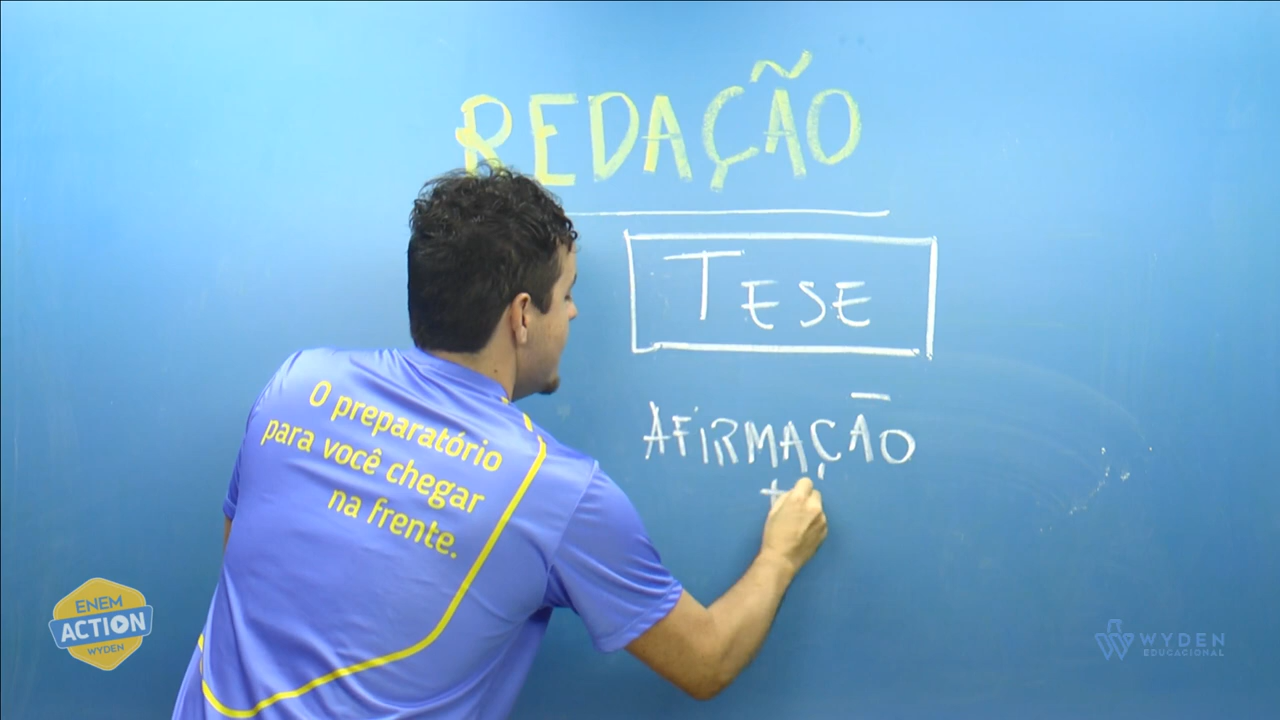 REDAÇÃO
TESE
AFIRMAÇÃO
+
O preparatório
para você chegar
na frente.
ENEM
ACTION
WYDEN
WYDEN
EDUCACIONAL